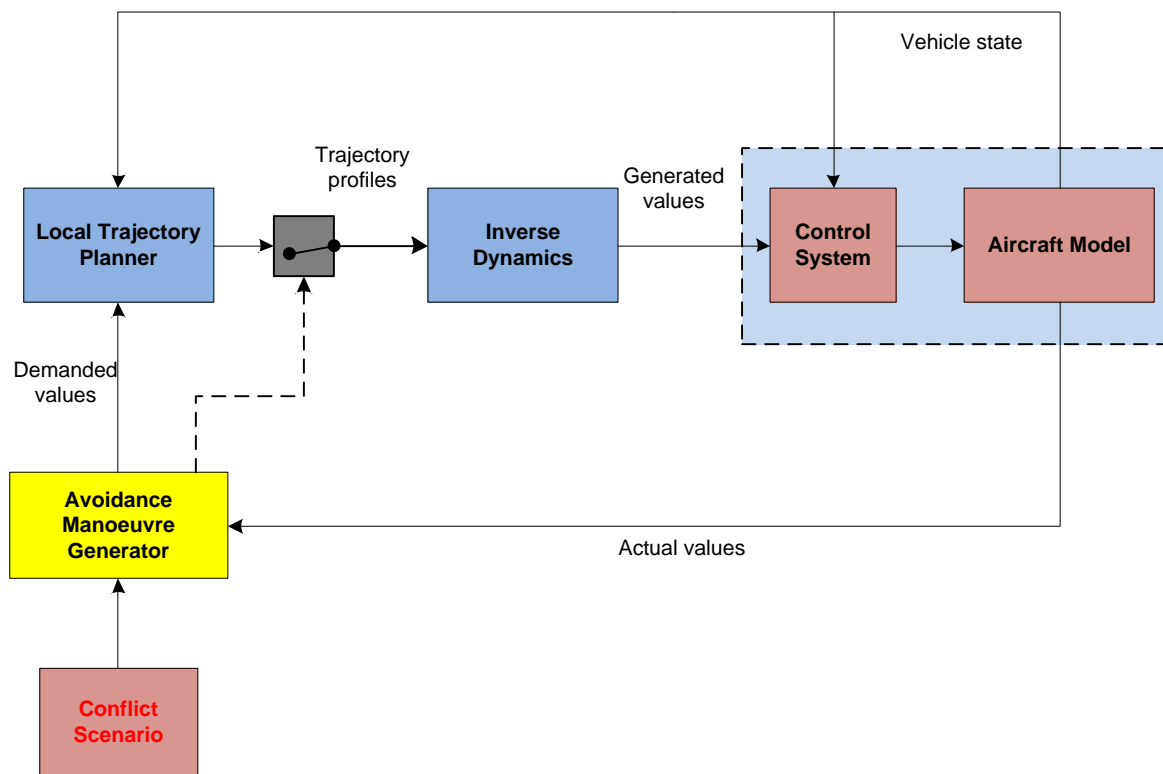 Vehicle state
Trajectory
profiles
Generated
values
Local Trajectory
Planner
Inverse
Dynamics
Control
System
Aircraft Model
Demanded
values
Avoidance
Manoeuvre
Generator
Actual values
Conflict
Scenario